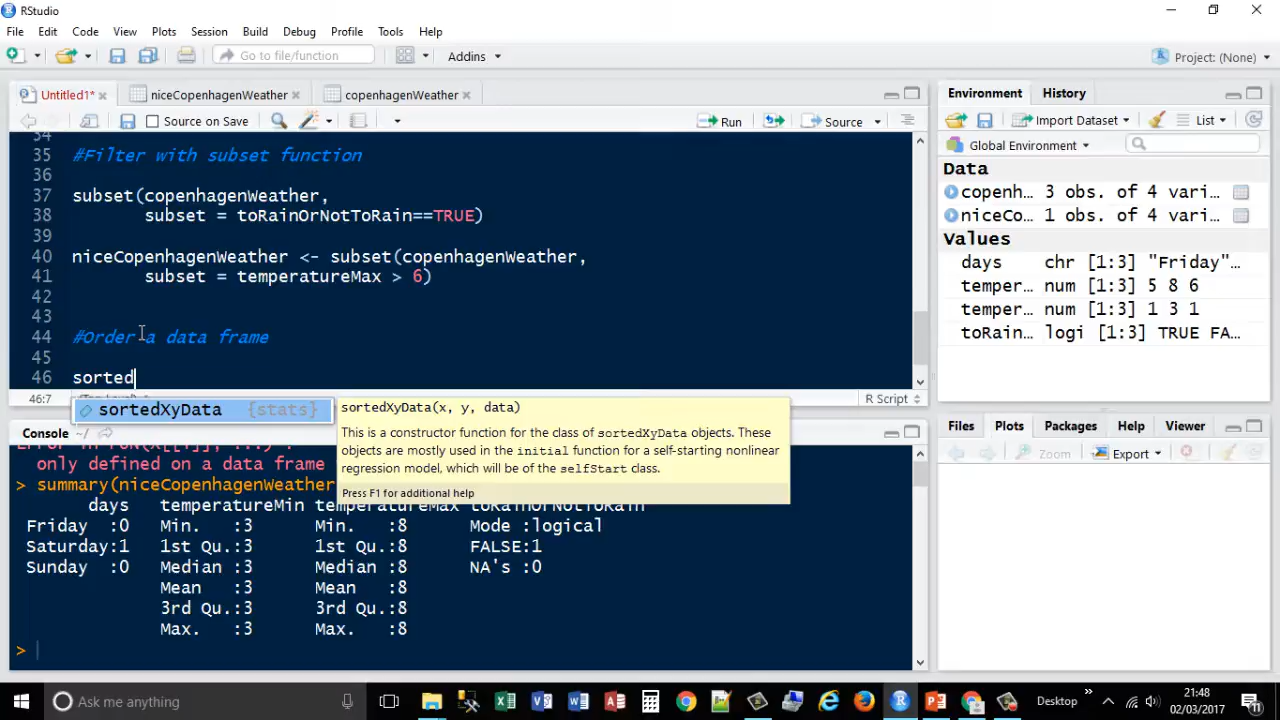 RStudio
File Edit Code View Plots Session Build Debug Profile Tools Help
Go to file/function Addins Project: (None)
Untitled1* niceCopenhagenWeather copenhagenWeather
Source on Save Run Source
34
35 #Filter with subset function
36
37 subset(copenhagenWeather,
38 subset = toRainOrNotToRain==TRUE)
39
40 niceCopenhagenWeather <- subset(copenhagenWeather,
41 subset = temperatureMax > 6)
42
43
44 #Order a data frame
45
46 sorted
46:7 R Script
sortedXyData {stats}
sortedXyData(x, y, data)
This is a constructor function for the class of sortedXyData objects. These
objects are mostly used in the initial function for a self-starting nonlinear
regression model, which will be of the selfStart class.
Press F1 for additional help
Console ~/
only defined on a data frame
> summary(niceCopenhagenWeather
days temperatureMin temperatureMax toRainOrNotToRain
Friday :0 Min. :3 Min. :8 Mode :logical
Saturday:1 1st Qu.:3 1st Qu.:8 FALSE:1
Sunday :0 Median :3 Median :8 NA's :0
Mean :3 Mean :8
3rd Qu.:3 3rd Qu.:8
Max. :3 Max. :8
>
Environment History
Import Dataset List
Global Environment
Data
copenh… 3 obs. of 4 vari…
niceCo… 1 obs. of 4 vari…
Values
days chr [1:3] "Friday"…
temper… num [1:3] 5 8 6
temper… num [1:3] 1 3 1
toRain… logi [1:3] TRUE FA…
Files Plots Packages Help Viewer
Zoom Export
Ask me anything
Desktop
21:48
02/03/2017